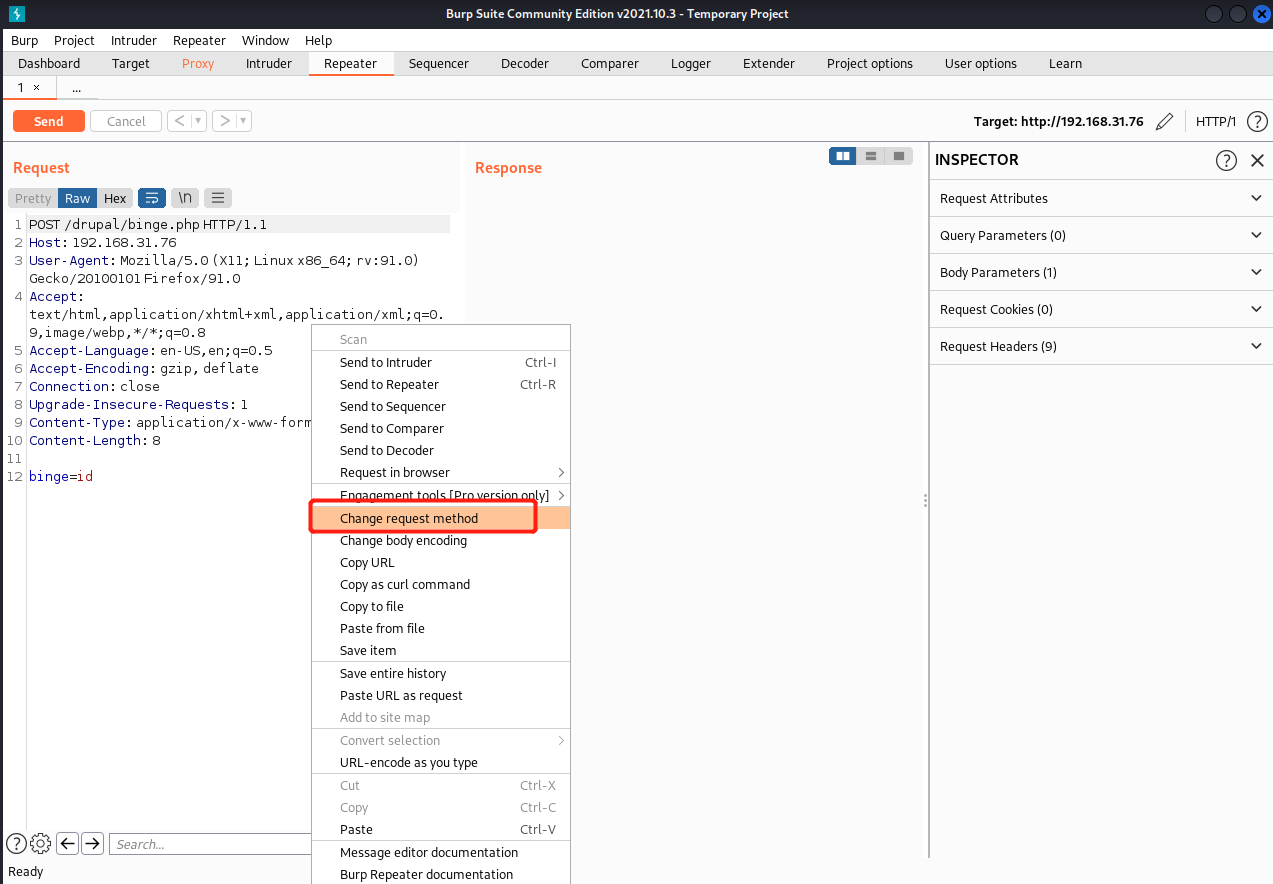 Burp Suite Community Edition v2021.10.3 - Temporary Project
Burp Project Intruder Repeater Window Help
Dashboard Target Proxy Intruder Repeater Sequencer Decoder Comparer Logger Extender Project options User options Learn
1 × ...
Send Cancel < > Target: http://192.168.31.76 HTTP/1 ?
Request
Pretty Raw Hex \n
1 POST /drupal/binge.php HTTP/1.1
2 Host: 192.168.31.76
3 User-Agent: Mozilla/5.0 (X11; Linux x86_64; rv:91.0)
Gecko/20100101 Firefox/91.0
4 Accept:
text/html,application/xhtml+xml,application/xml;q=0.
9,image/webp,*/*;q=0.8
5 Accept-Language: en-US,en;q=0.5
6 Accept-Encoding: gzip, deflate
7 Connection: close
8 Upgrade-Insecure-Requests: 1
9 Content-Type: application/x-www-form
10 Content-Length: 8
11
12 binge=id
Scan
Send to Intruder Ctrl-I
Send to Repeater Ctrl-R
Send to Sequencer
Send to Comparer
Send to Decoder
Request in browser >
Engagement tools [Pro version only] >
Change request method
Change body encoding
Copy URL
Copy as curl command
Copy to file
Paste from file
Save item
Save entire history
Paste URL as request
Add to site map
Convert selection >
URL-encode as you type
Cut Ctrl-X
Copy Ctrl-C
Paste Ctrl-V
Message editor documentation
Burp Repeater documentation
Response
INSPECTOR ?
Request Attributes
Query Parameters (0)
Body Parameters (1)
Request Cookies (0)
Request Headers (9)
? Search...
Ready